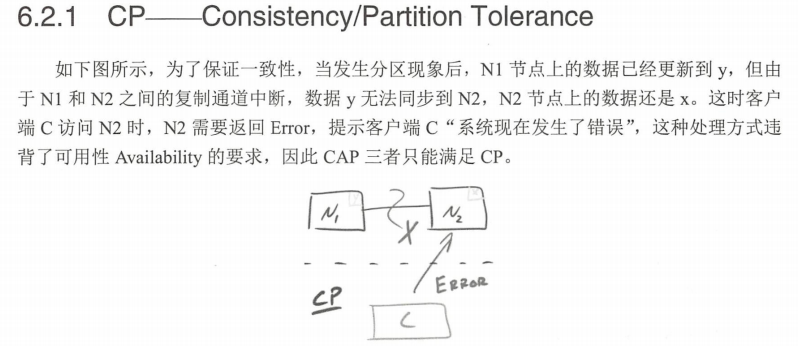 6.2.1 CP——Consistency/Partition Tolerance
如下图所示，为了保证一致性，当发生分区现象后，N1 节点上的数据已经更新到 y，但由
于 N1 和 N2 之间的复制通道中断，数据 y 无法同步到 N2，N2 节点上的数据还是 x。这时客户
端 C 访问 N2 时，N2 需要返回 Error，提示客户端 C“系统现在发生了错误”，这种处理方式违
背了可用性 Availability 的要求，因此 CAP 三者只能满足 CP。
N1
N2
X
ERROR
CP
C